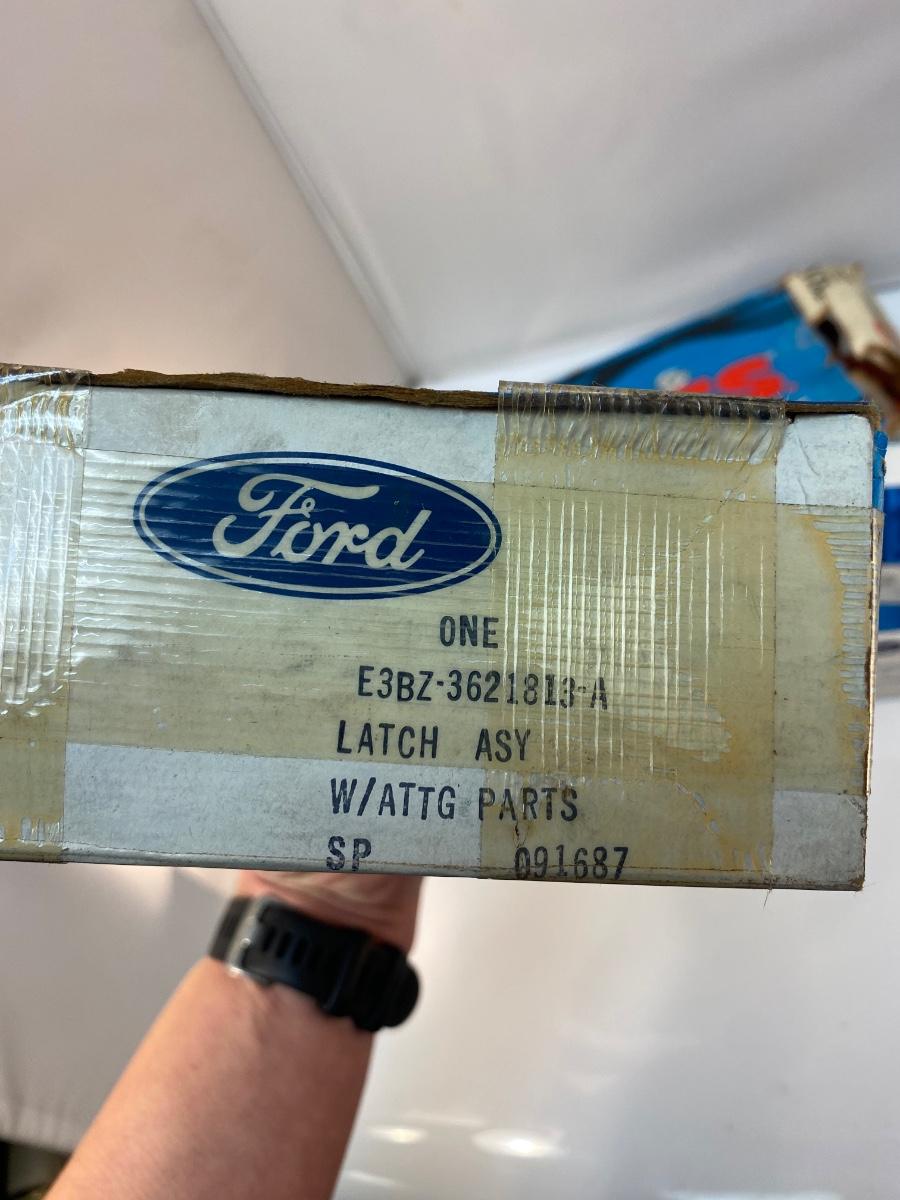 Ford
ONE
E3BZ-3621813-A
LATCH ASY
W/ATTG PARTS
SP 091687